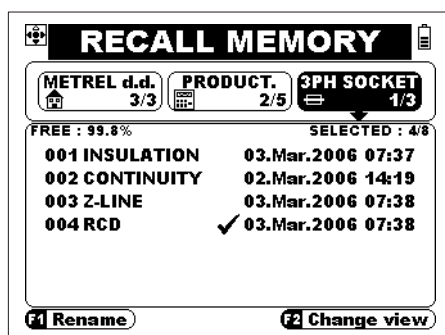 RECALL MEMORY
METREL d.d. PRODUCT. 3PH SOCKET
3/3 2/5 1/3
FREE : 99.8% SELECTED : 4/8
001 INSULATION 03.Mar.2006 07:37
002 CONTINUITY 02.Mar.2006 14:19
003 Z-LINE 03.Mar.2006 07:38
004 RCD 03.Mar.2006 07:38
F1 Rename F2 Change view